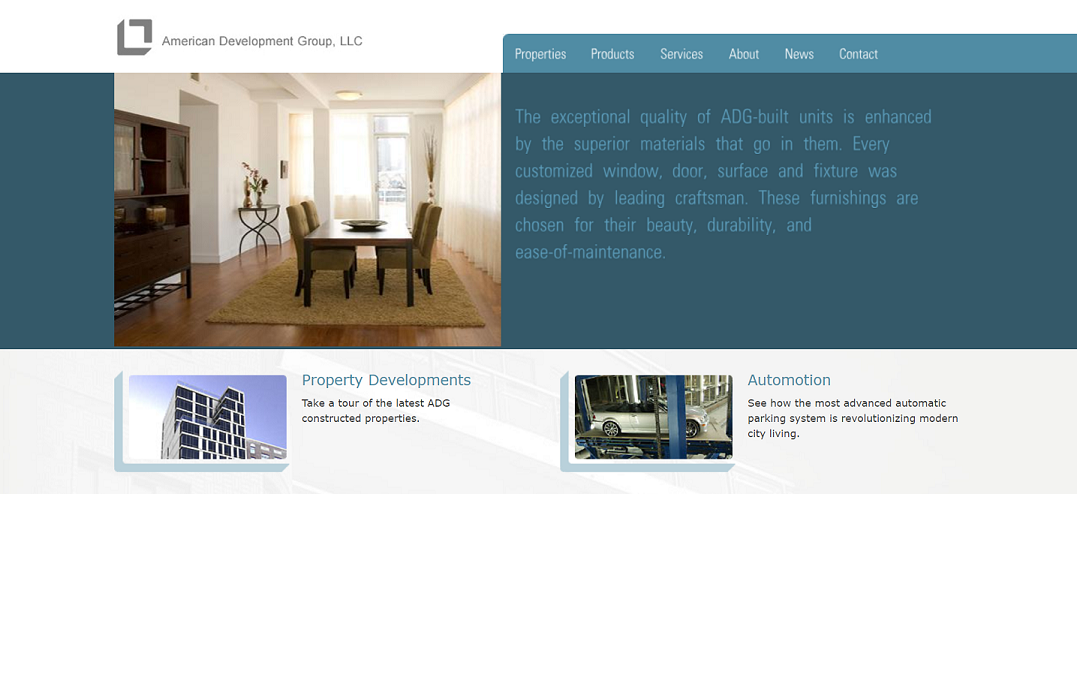 American Development Group, LLC
Properties Products Services About News Contact
The exceptional quality of ADG-built units is enhanced
by the superior materials that go in them. Every
customized window, door, surface and fixture was
designed by leading craftsman. These furnishings are
chosen for their beauty, durability, and
ease-of-maintenance.
Property Developments
Take a tour of the latest ADG
constructed properties.
Automotion
See how the most advanced automatic
parking system is revolutionizing modern
city living.